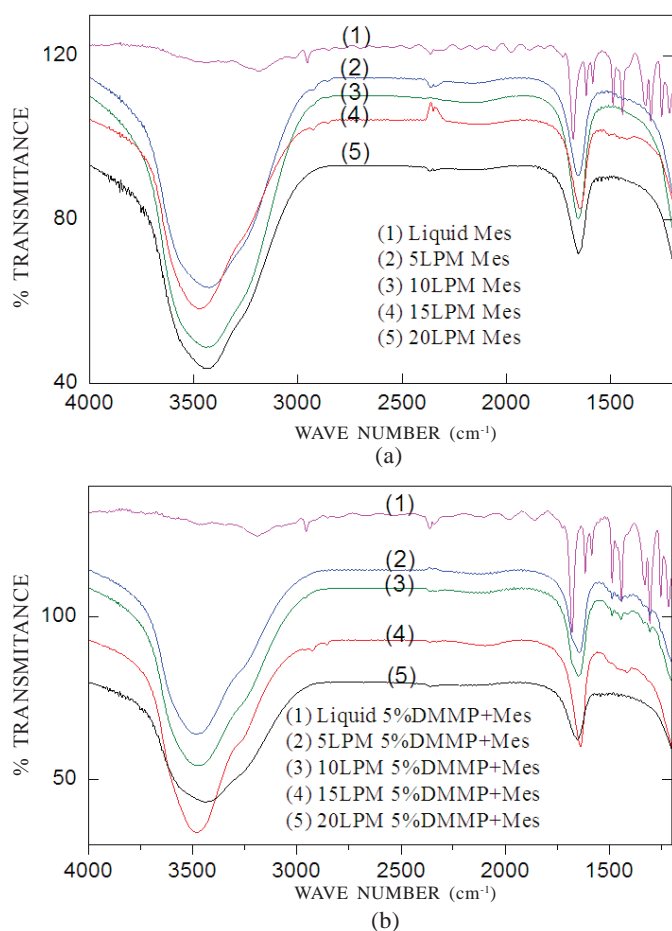 (1)
120
(2)
(3)
(4)
(5)
80
(1) Liquid Mes
(2) 5LPM Mes
(3) 10LPM Mes
(4) 15LPM Mes
(5) 20LPM Mes
% TRANSMITANCE
40
4000 3500 3000 2500 2000 1500
WAVE NUMBER (cm⁻¹)
(a)
(1)
(2)
100
(3)
(4)
(5)
(1) Liquid 5%DMMP+Mes
(2) 5LPM 5%DMMP+Mes
(3) 10LPM 5%DMMP+Mes
(4) 15LPM 5%DMMP+Mes
(5) 20LPM 5%DMMP+Mes
50
% TRANSMITANCE
4000 3500 3000 2500 2000 1500
WAVE NUMBER (cm⁻¹)
(b)